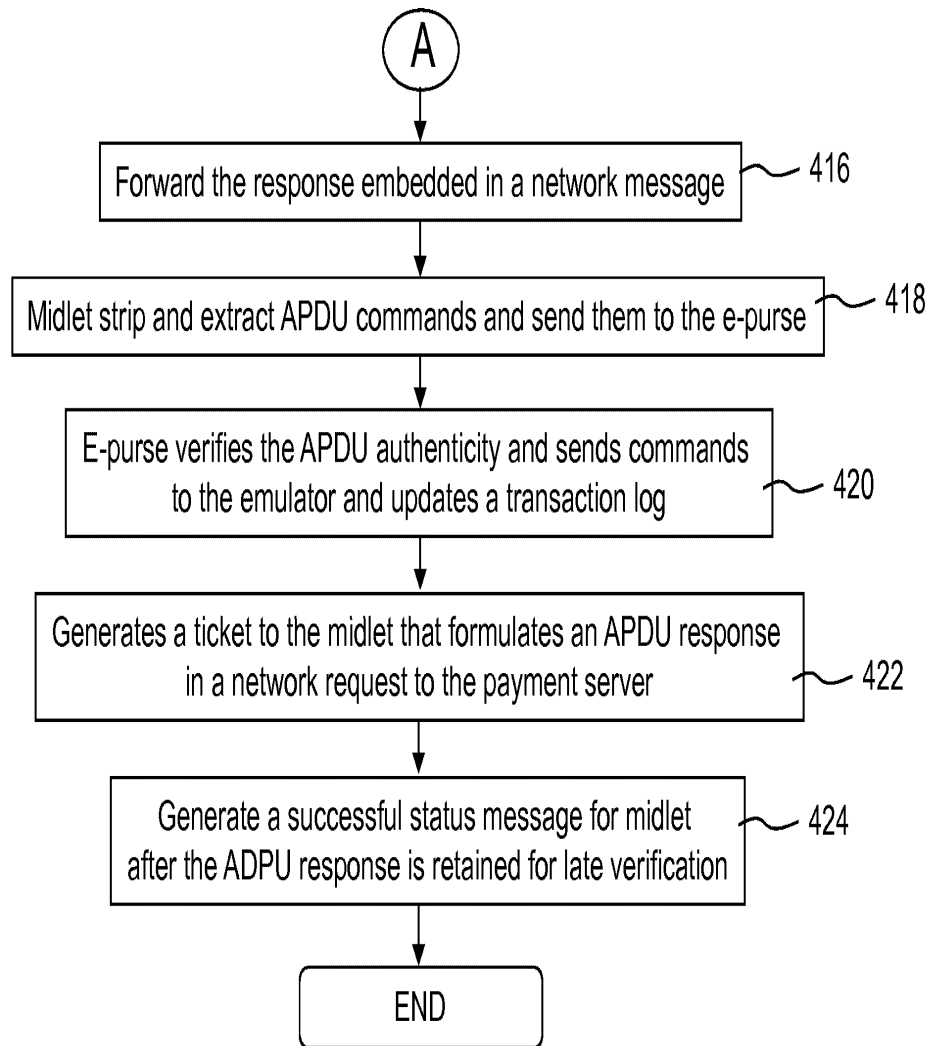 A
Forward the response embedded in a network message
416
Midlet strip and extract APDU commands and send them to the e-purse
418
E-purse verifies the APDU authenticity and sends commands
to the emulator and updates a transaction log
420
Generates a ticket to the midlet that formulates an APDU response
in a network request to the payment server
422
Generate a successful status message for midlet
after the ADPU response is retained for late verification
424
END